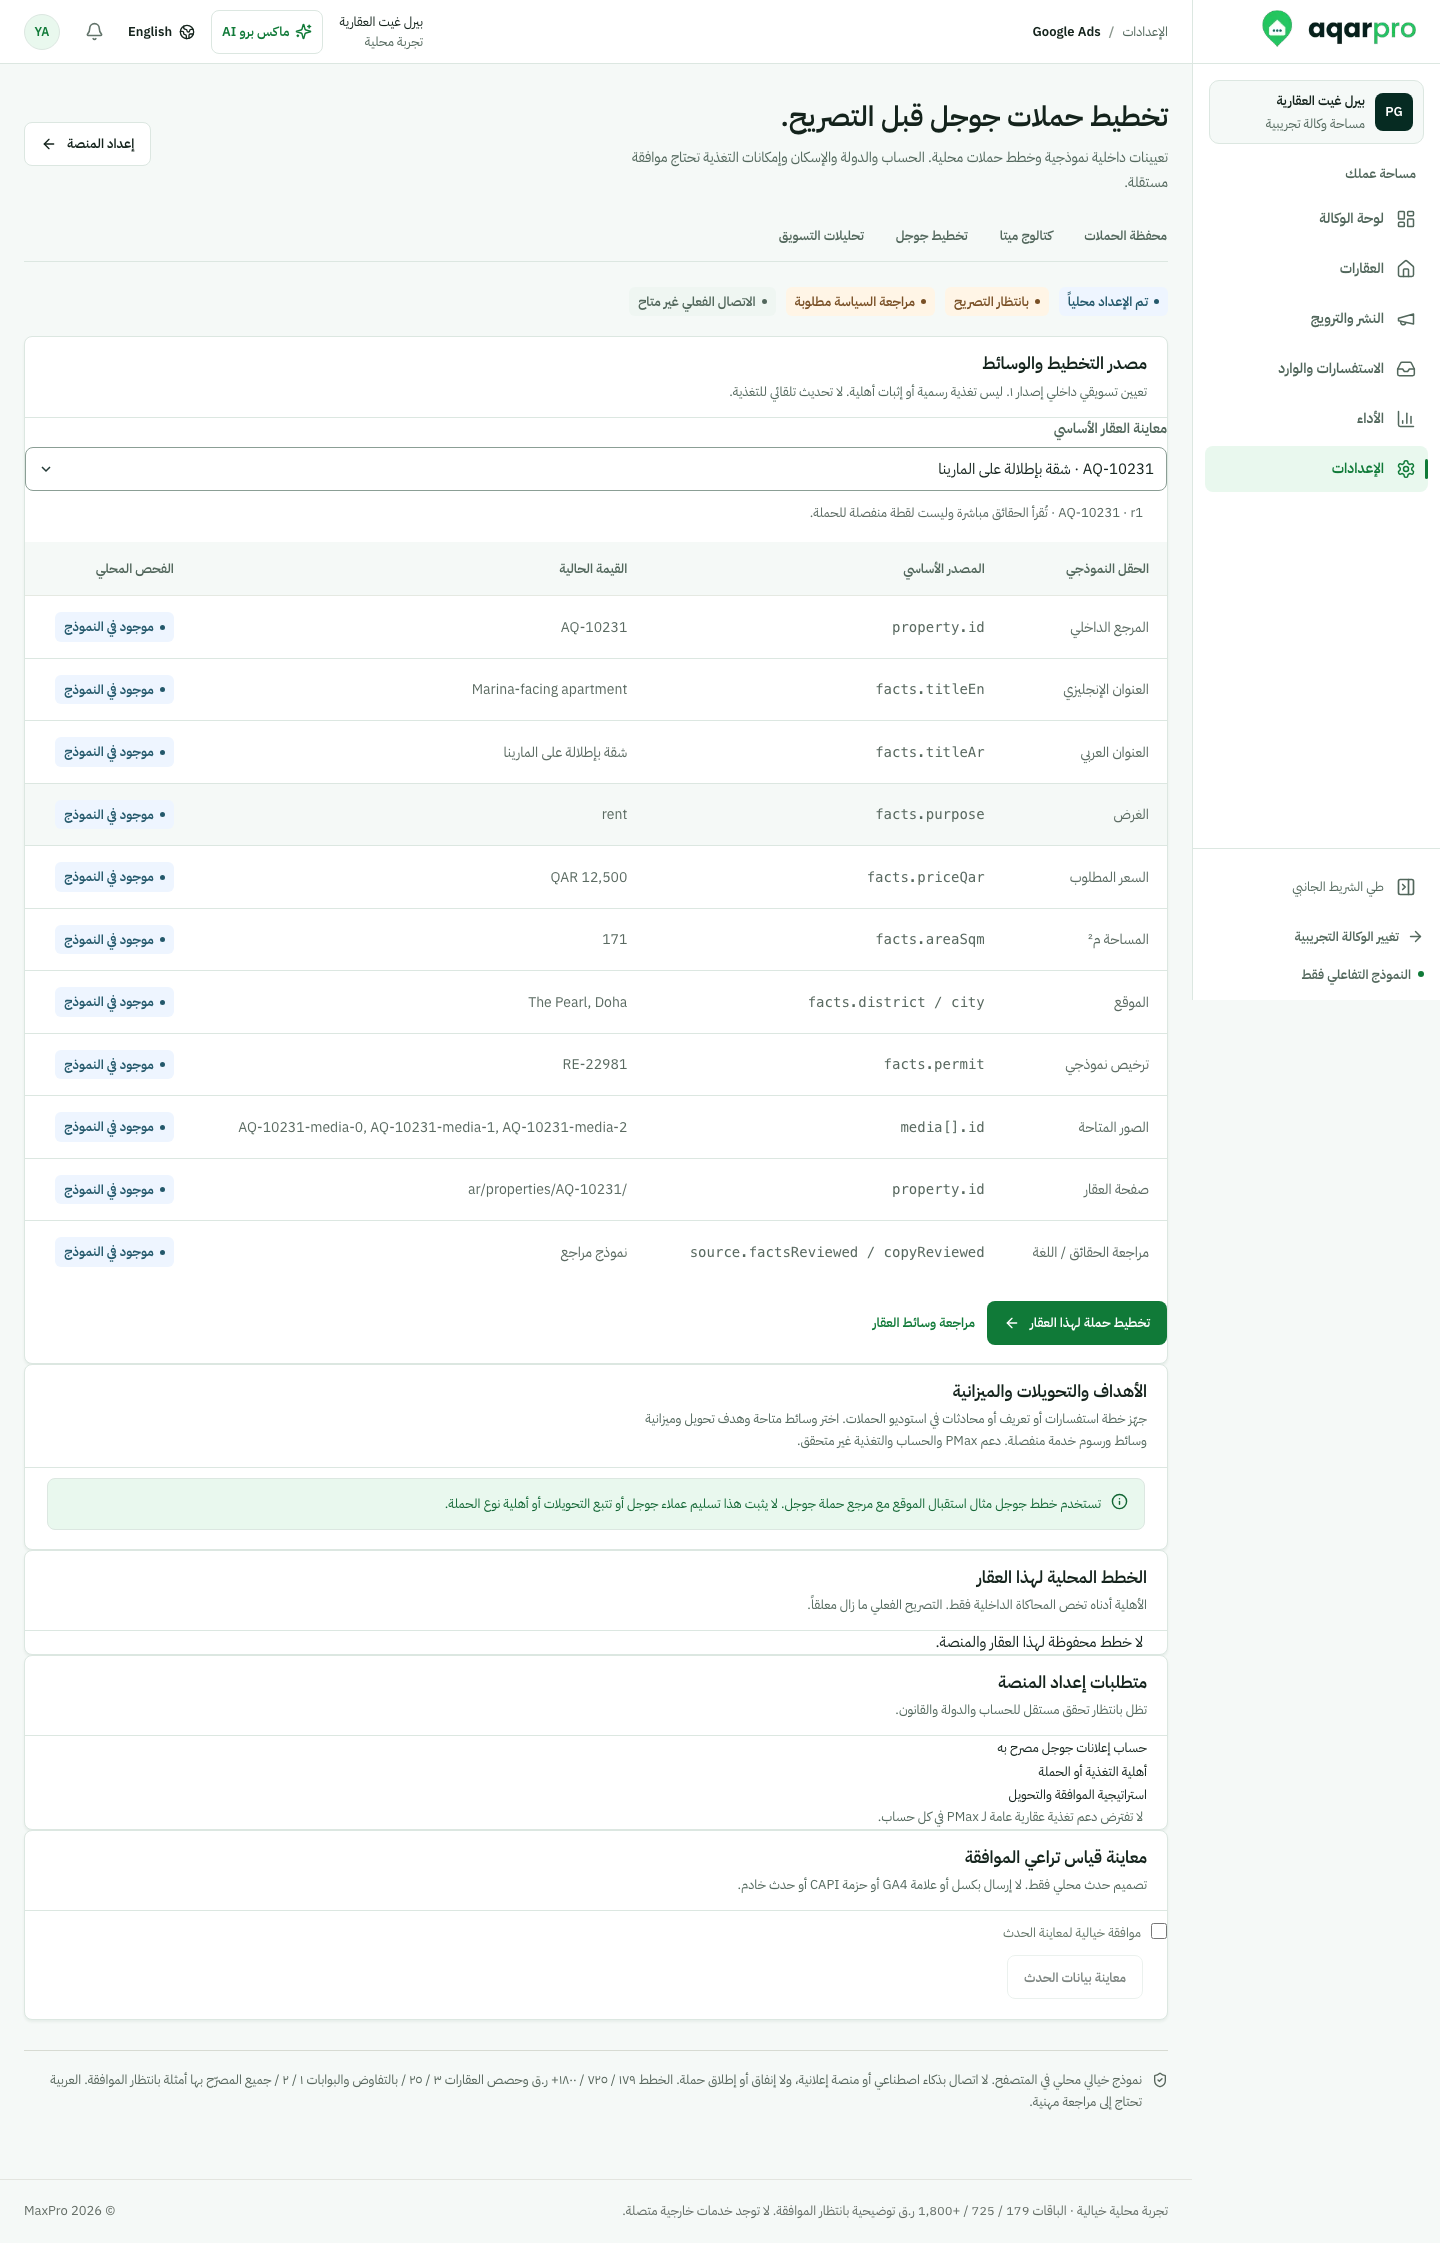 aqarpro
PG
بيرل غيت العقارية
مساحة وكالة تجريبية
مساحة عملك
لوحة الوكالة
العقارات
النشر والترويج
الاستفسارات والوارد
الأداء
الإعدادات
طي الشريط الجانبي
تغيير الوكالة التجريبية
النموذج التفاعلي فقط
الإعدادات / Google Ads
بيرل غيت العقارية
تجربة محلية
ماكس برو AI
English
YA
تخطيط حملات جوجل قبل التصريح.
تعيينات داخلية نموذجية وخطط حملات محلية. الحساب والدولة والإسكان وإمكانات التغذية تحتاج موافقة
مستقلة.
إعداد المنصة
محفظة الحملات
كتالوج ميتا
تخطيط جوجل
تحليلات التسويق
تم الإعداد محلياً
بانتظار التصريح
مراجعة السياسة مطلوبة
الاتصال الفعلي غير متاح
مصدر التخطيط والوسائط
تعيين تسويقي داخلي إصدار ١. ليس تغذية رسمية أو إثبات أهلية. لا تحديث تلقائي للتغذية.
معاينة العقار الأساسي
AQ-10231 · شقة بإطلالة على المارينا
AQ-10231 · r1 · تُقرأ الحقائق مباشرة وليست لقطة منفصلة للحملة.
الحقل النموذجي المصدر الأساسي القيمة الحالية الفحص المحلي
المرجع الداخلي property.id AQ-10231 موجود في النموذج
العنوان الإنجليزي facts.titleEn Marina-facing apartment موجود في النموذج
العنوان العربي facts.titleAr شقة بإطلالة على المارينا موجود في النموذج
الغرض facts.purpose rent موجود في النموذج
السعر المطلوب facts.priceQar QAR 12,500 موجود في النموذج
المساحة م² facts.areaSqm 171 موجود في النموذج
الموقع facts.district / city The Pearl, Doha موجود في النموذج
ترخيص نموذجي facts.permit RE-22981 موجود في النموذج
الصور المتاحة media[].id AQ-10231-media-0, AQ-10231-media-1, AQ-10231-media-2 موجود في النموذج
صفحة العقار property.id ar/properties/AQ-10231/ موجود في النموذج
مراجعة الحقائق / اللغة source.factsReviewed / copyReviewed نموذج مراجع موجود في النموذج
تخطيط حملة لهذا العقار
مراجعة وسائط العقار
الأهداف والتحويلات والميزانية
جهّز خطة استفسارات أو تعريف أو محادثات في استوديو الحملات. اختر وسائط متاحة وهدف تحويل وميزانية
وسائط ورسوم خدمة منفصلة. دعم PMax والحساب والتغذية غير متحقق.
تستخدم خطط جوجل مثال استقبال الموقع مع مرجع حملة جوجل. لا يثبت هذا تسليم عملاء جوجل أو تتبع التحويلات أو أهلية نوع الحملة.
الخطط المحلية لهذا العقار
الأهلية أدناه تخص المحاكاة الداخلية فقط. التصريح الفعلي ما زال معلقاً.
لا خطط محفوظة لهذا العقار والمنصة.
متطلبات إعداد المنصة
تظل بانتظار تحقق مستقل للحساب والدولة والقانون.
حساب إعلانات جوجل مصرح به
أهلية التغذية أو الحملة
استراتيجية الموافقة والتحويل
لا تفترض دعم تغذية عقارية عامة لـ PMax في كل حساب.
معاينة قياس تراعي الموافقة
تصميم حدث محلي فقط. لا إرسال بكسل أو علامة GA4 أو حزمة CAPI أو حدث خادم.
موافقة خيالية لمعاينة الحدث
معاينة بيانات الحدث
نموذج خيالي محلي في المتصفح. لا اتصال بذكاء اصطناعي أو منصة إعلانية، ولا إنفاق أو إطلاق حملة. الخطط ١٧٩ / ٧٢٥ / ١٨٠٠+ ر.ق وحصص العقارات ٣ / ٢٥ / بالتفاوض والبوابات ١ / ٢ / جميع المصرّح بها أمثلة بانتظار الموافقة. العربية
تحتاج إلى مراجعة مهنية.
تجربة محلية خيالية · الباقات 179 / 725 / +1,800 ر.ق توضيحية بانتظار الموافقة. لا توجد خدمات خارجية متصلة.
© 2026 MaxPro